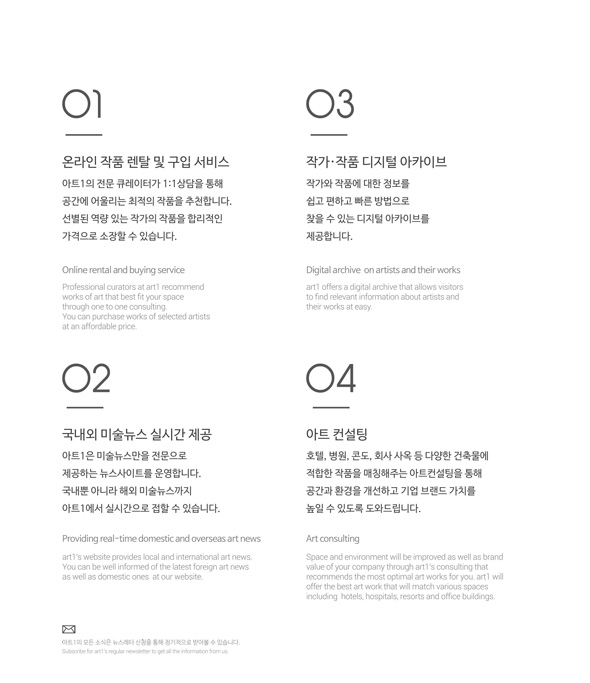 01
온라인 작품 렌탈 및 구입 서비스
아트1의 전문 큐레이터가 1:1상담을 통해
공간에 어울리는 최적의 작품을 추천합니다.
선별된 역량 있는 작가의 작품을 합리적인
가격으로 소장할 수 있습니다.
Online rental and buying service
Professional curators at art1 recommend
works of art that best fit your space
through one to one consulting.
You can purchase works of selected artists
at an affordable price.
02
국내외 미술뉴스 실시간 제공
아트1은 미술뉴스만을 전문으로
제공하는 뉴스사이트를 운영합니다.
국내뿐 아니라 해외 미술뉴스까지
아트1에서 실시간으로 접할 수 있습니다.
Providing real-time domestic and overseas art news
art1's website provides local and international art news.
You can be well informed of the latest foreign art news
as well as domestic ones at our website.
03
작가·작품 디지털 아카이브
작가와 작품에 대한 정보를
쉽고 편하고 빠른 방법으로
찾을 수 있는 디지털 아카이브를
제공합니다.
Digital archive on artists and their works
art1 offers a digital archive that allows visitors
to find relevant information about artists and
their works at easy.
04
아트 컨설팅
호텔, 병원, 콘도, 회사 사옥 등 다양한 건축물에
적합한 작품을 매칭해주는 아트컨설팅을 통해
공간과 환경을 개선하고 기업 브랜드 가치를
높일 수 있도록 도와드립니다.
Art consulting
Space and environment will be improved as well as brand
value of your company through art1's consulting that
recommends the most optimal art works for you. art1 will
offer the best art work that will match various spaces
including hotels, hospitals, resorts and office buildings.
아트1의 모든 소식은 뉴스레터 신청을 통해 정기적으로 받아볼 수 있습니다.
Subscribe for art1's regular newsletter to get all the information from us.